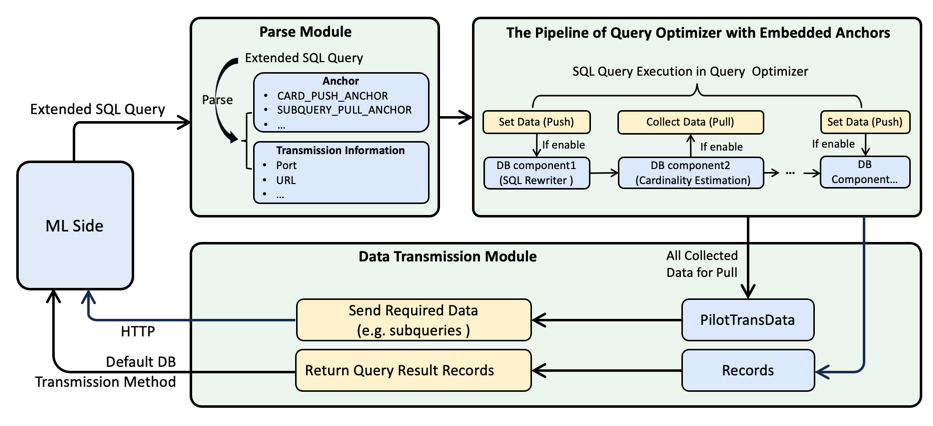 Parse Module
Extended SQL Query
Parse
Anchor
• CARD_PUSH_ANCHOR
• SUBQUERY_PULL_ANCHOR
• ...
Transmission Information
• Port
• URL
• ...
The Pipeline of Query Optimizer with Embedded Anchors
SQL Query Execution in Query Optimizer
Set Data (Push)
Collect Data (Pull)
Set Data (Push)
If enable
If enable
If enable
DB component1
(SQL Rewriter )
DB component2
(Cardinality Estimation)
...
DB
Component...
Extended SQL Query
ML Side
Data Transmission Module
All Collected
Data for Pull
Send Required Data
(e.g. subqueries )
PilotTransData
HTTP
Return Query Result Records
Records
Default DB
Transmission Method